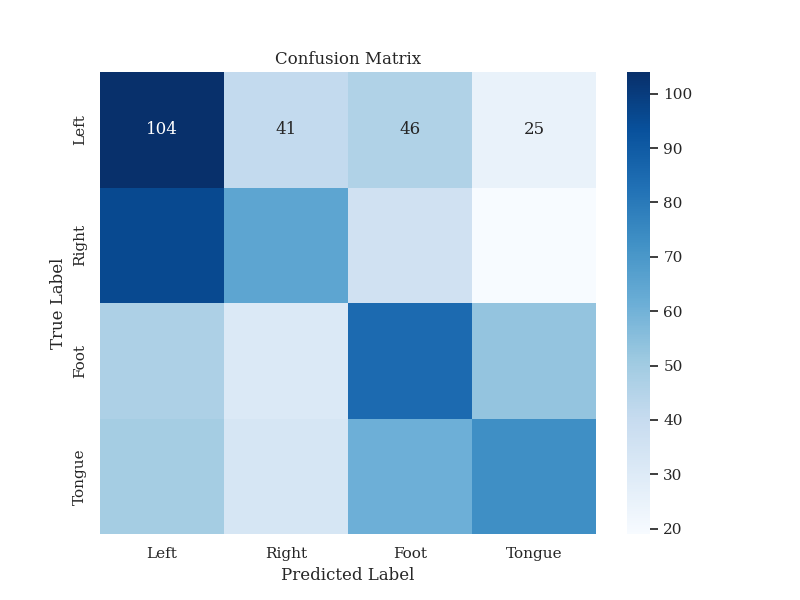 Confusion Matrix
Left
104
41
46
25
Right
Foot
Tongue
True Label
Left
Right
Foot
Tongue
Predicted Label
100
90
80
70
60
50
40
30
20